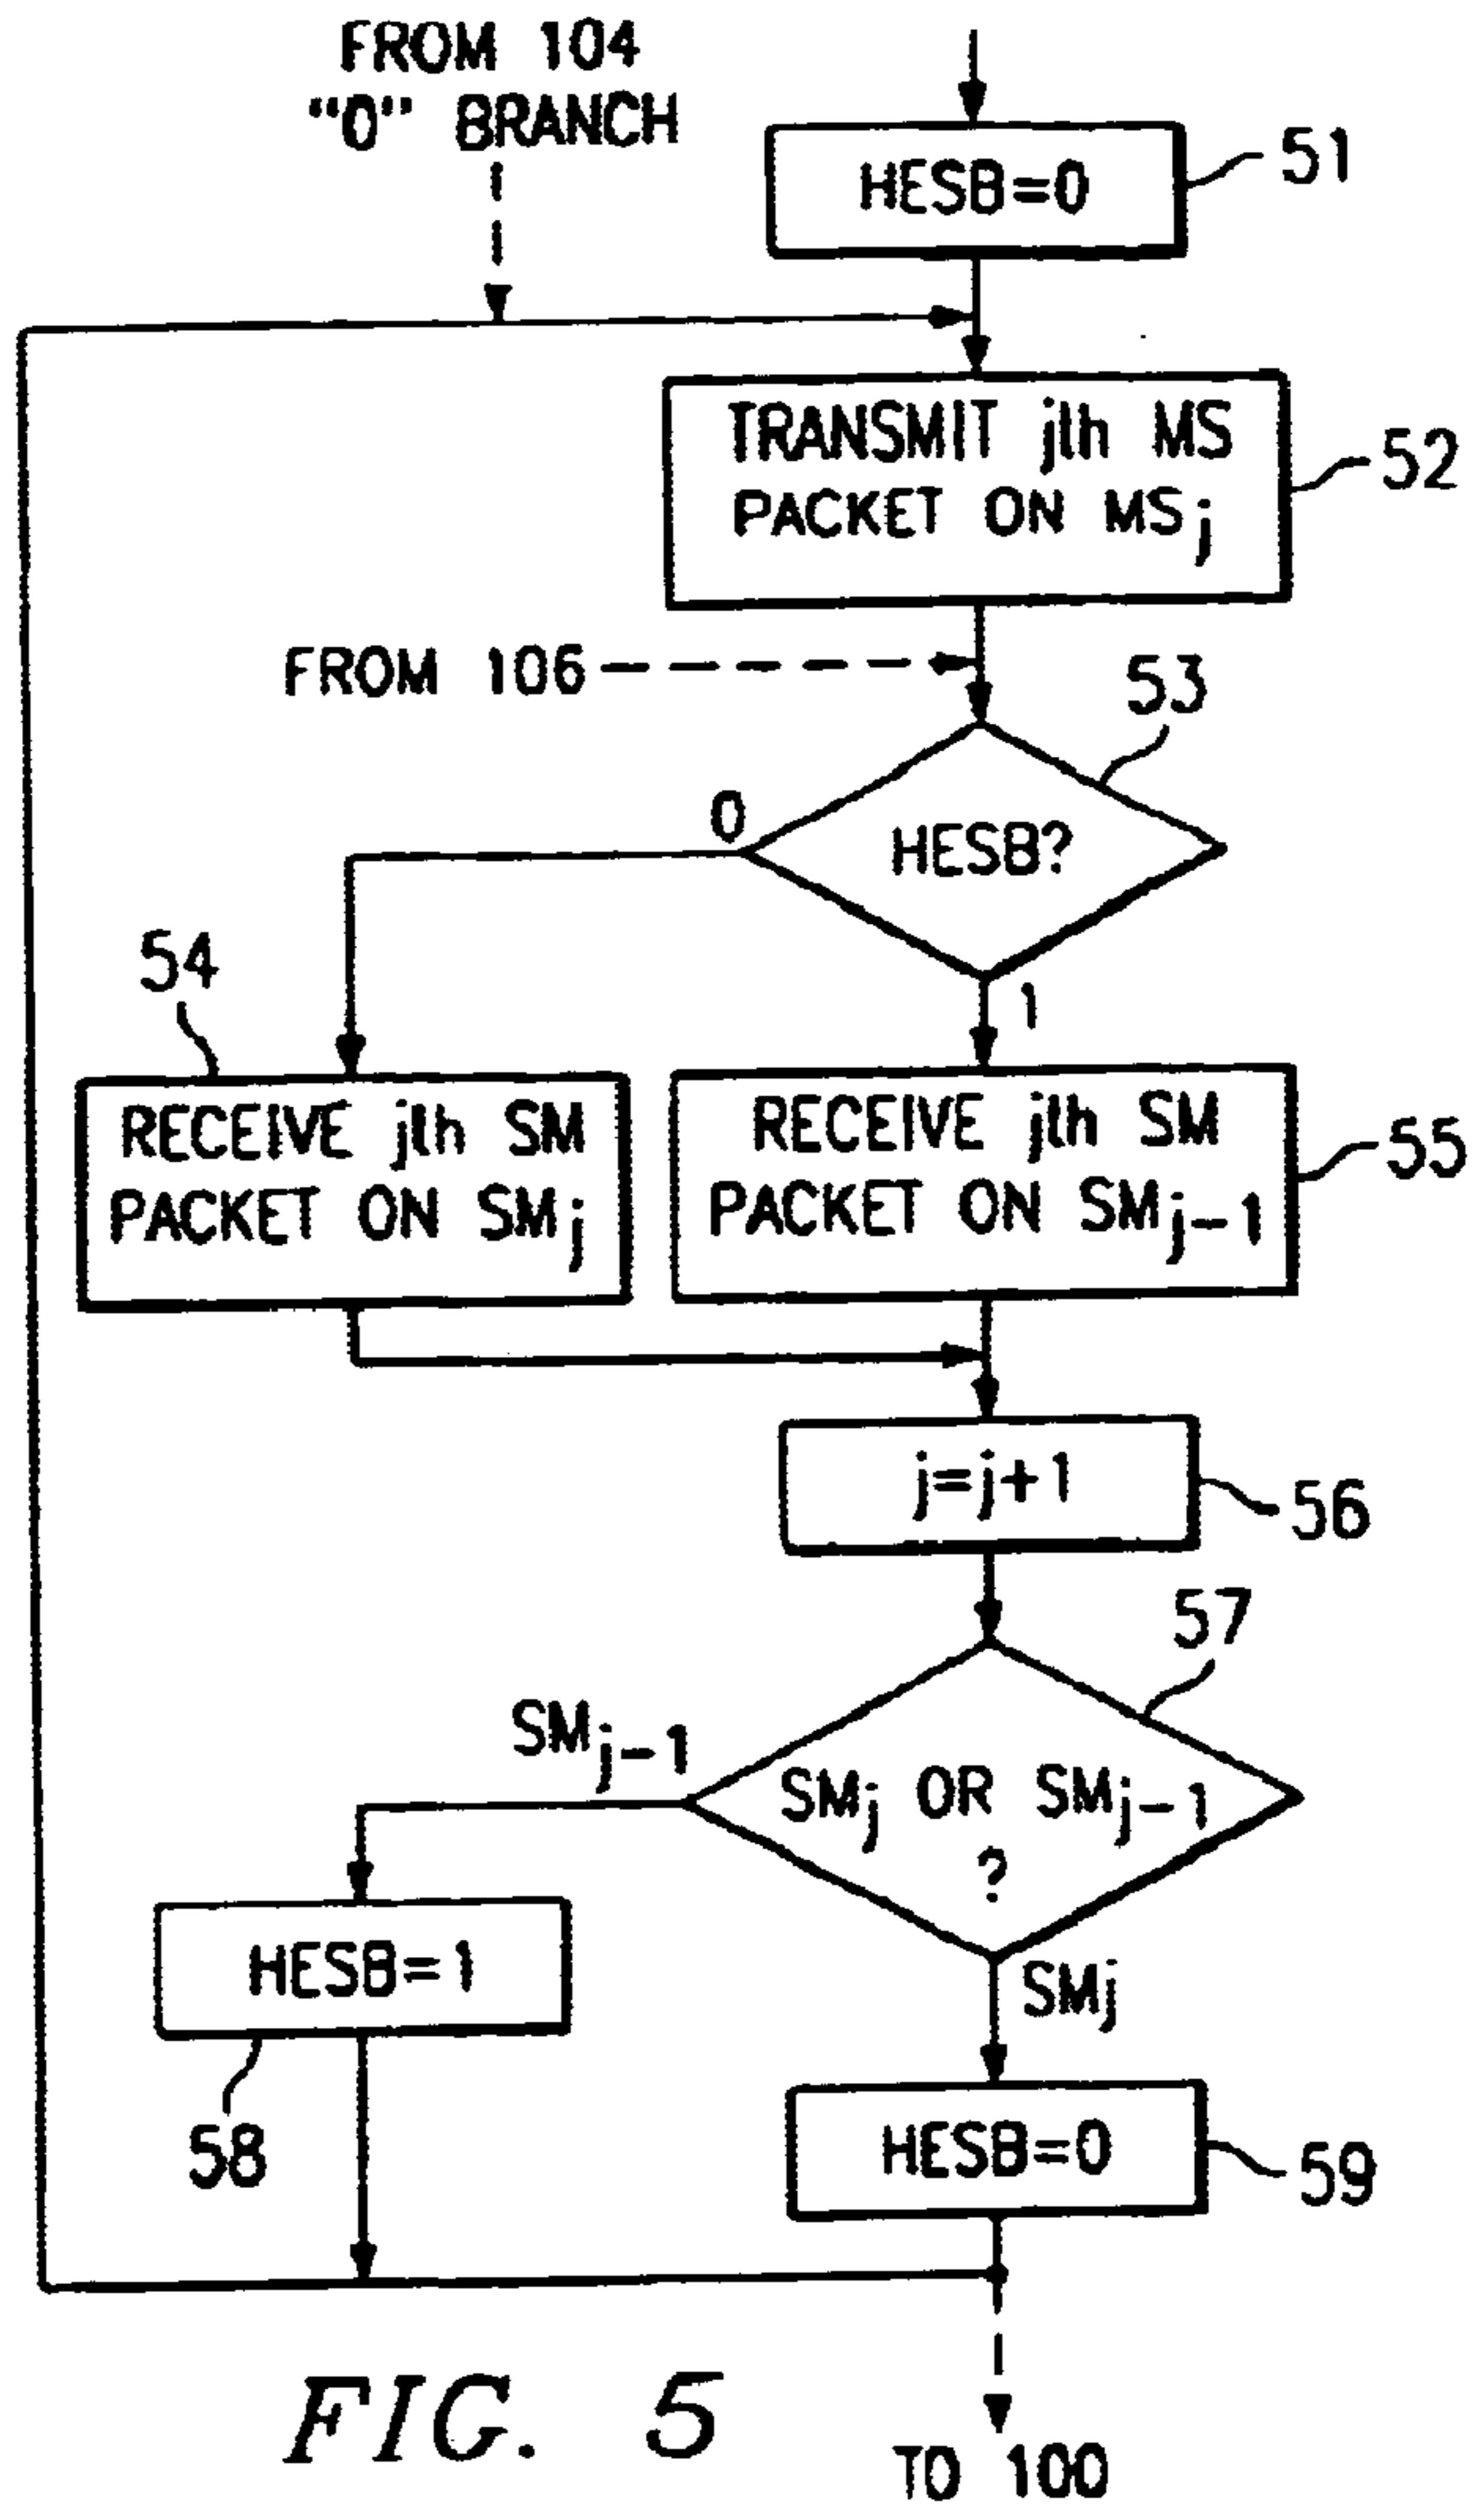 FROM 104
"0" BRANCH
HESB=0
51
TRANSMIT jth MS
PACKET ON MSj
52
FROM 106
53
HESB?
0
1
54
RECEIVE jth SM
PACKET ON SMj
RECEIVE jth SM
PACKET ON SMj-1
55
j=j+1
56
57
SMj OR SMj-1
?
SMj-1
SMj
HESB=1
58
HESB=0
59
TO 100
FIG. 5